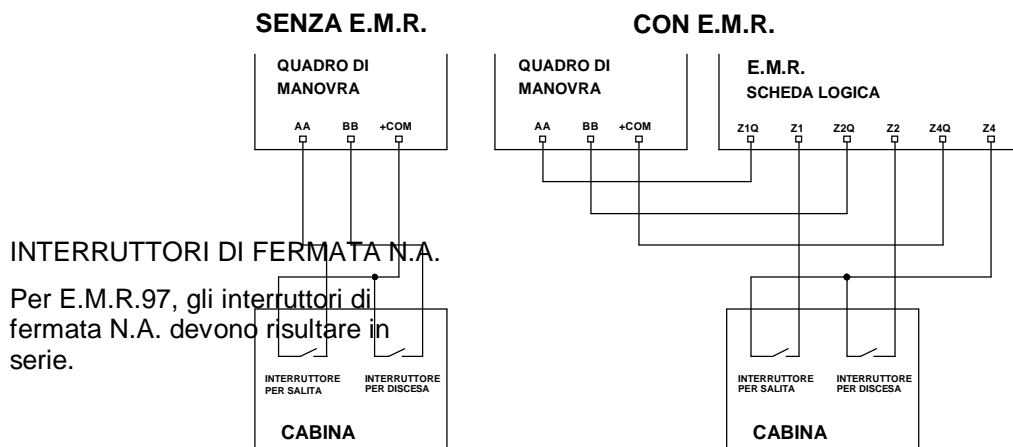 SENZA E.M.R.
CON E.M.R.
QUADRO DI
MANOVRA
AA BB +COM
QUADRO DI
MANOVRA
AA BB +COM
E.M.R.
SCHEDA LOGICA
Z1Q Z1 Z2Q Z2 Z4Q Z4
INTERRUTTORI DI FERMATA N.A.
Per E.M.R.97, gli interruttori di
fermata N.A. devono risultare in
serie.
INTERRUTTORE
PER SALITA
INTERRUTTORE
PER DISCESA
CABINA
INTERRUTTORE
PER SALITA
INTERRUTTORE
PER DISCESA
CABINA